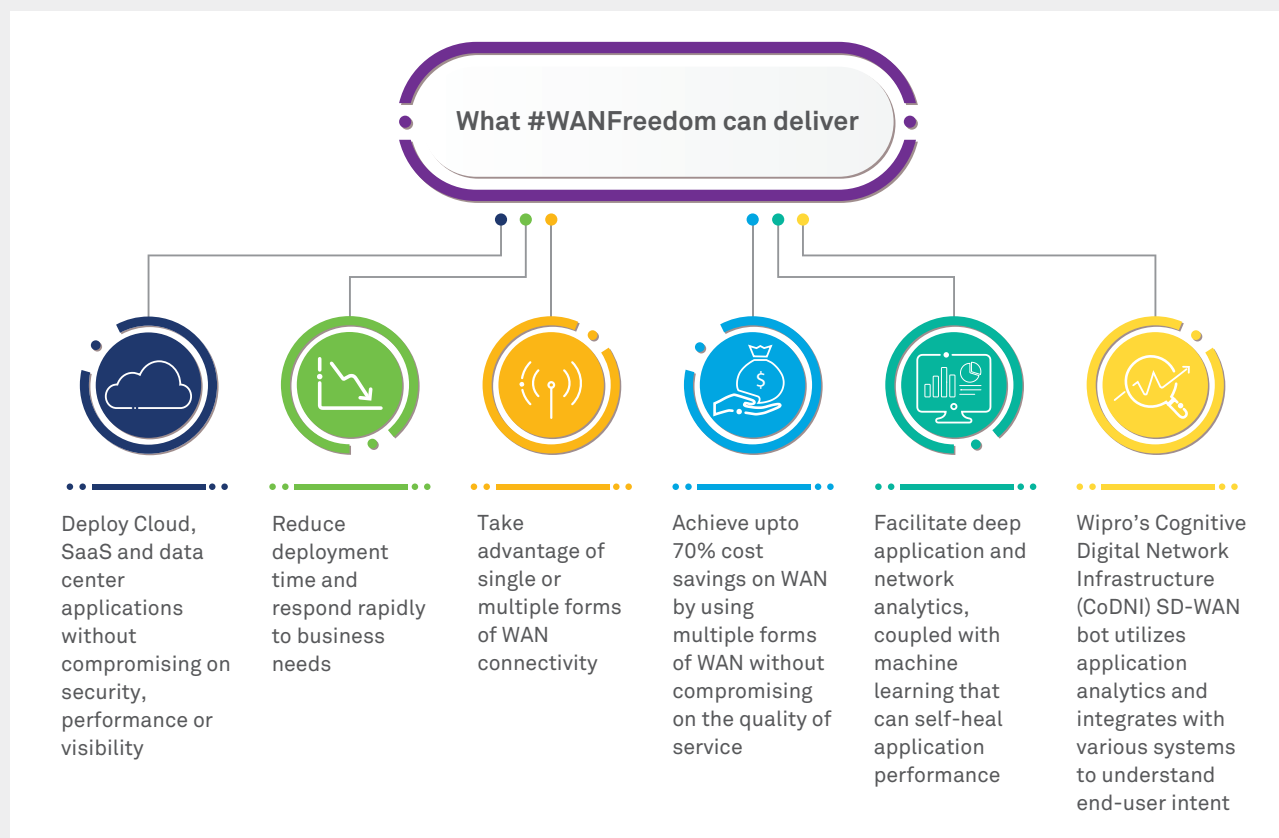 What #WANFreedom can deliver
$
Deploy Cloud,
SaaS and data
center
applications
without
compromising on
security,
performance or
visibility
Reduce
deployment
time and
respond rapidly
to business
needs
Take
advantage of
single or
multiple forms
of WAN
connectivity
Achieve upto
70% cost
savings on WAN
by using
multiple forms
of WAN without
compromising
on the quality of
service
Facilitate deep
application and
network
analytics,
coupled with
machine
learning that
can self-heal
application
performance
Wipro’s Cognitive
Digital Network
Infrastructure
(CoDNI) SD-WAN
bot utilizes
application
analytics and
integrates with
various systems
to understand
end-user intent